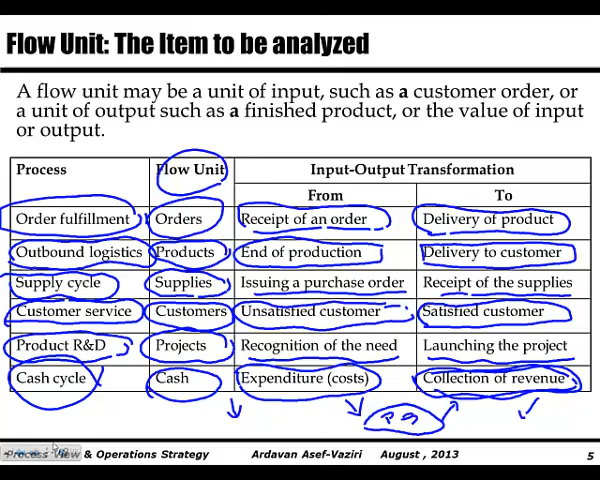 Flow Unit: The Item to be analyzed
A flow unit may be a unit of input, such as a customer order, or
a unit of output such as a finished product, or the value of input
or output.
Process Flow Unit Input-Output Transformation
From To
Order fulfillment Orders Receipt of an order Delivery of product
Outbound logistics Products End of production Delivery to customer
Supply cycle Supplies Issuing a purchase order Receipt of the supplies
Customer service Customers Unsatisfied customer Satisfied customer
Product R&D Projects Recognition of the need Launching the project
Cash cycle Cash Expenditure (costs) Collection of revenue
Process View & Operations Strategy Ardavan Asef-Vaziri August , 2013 5